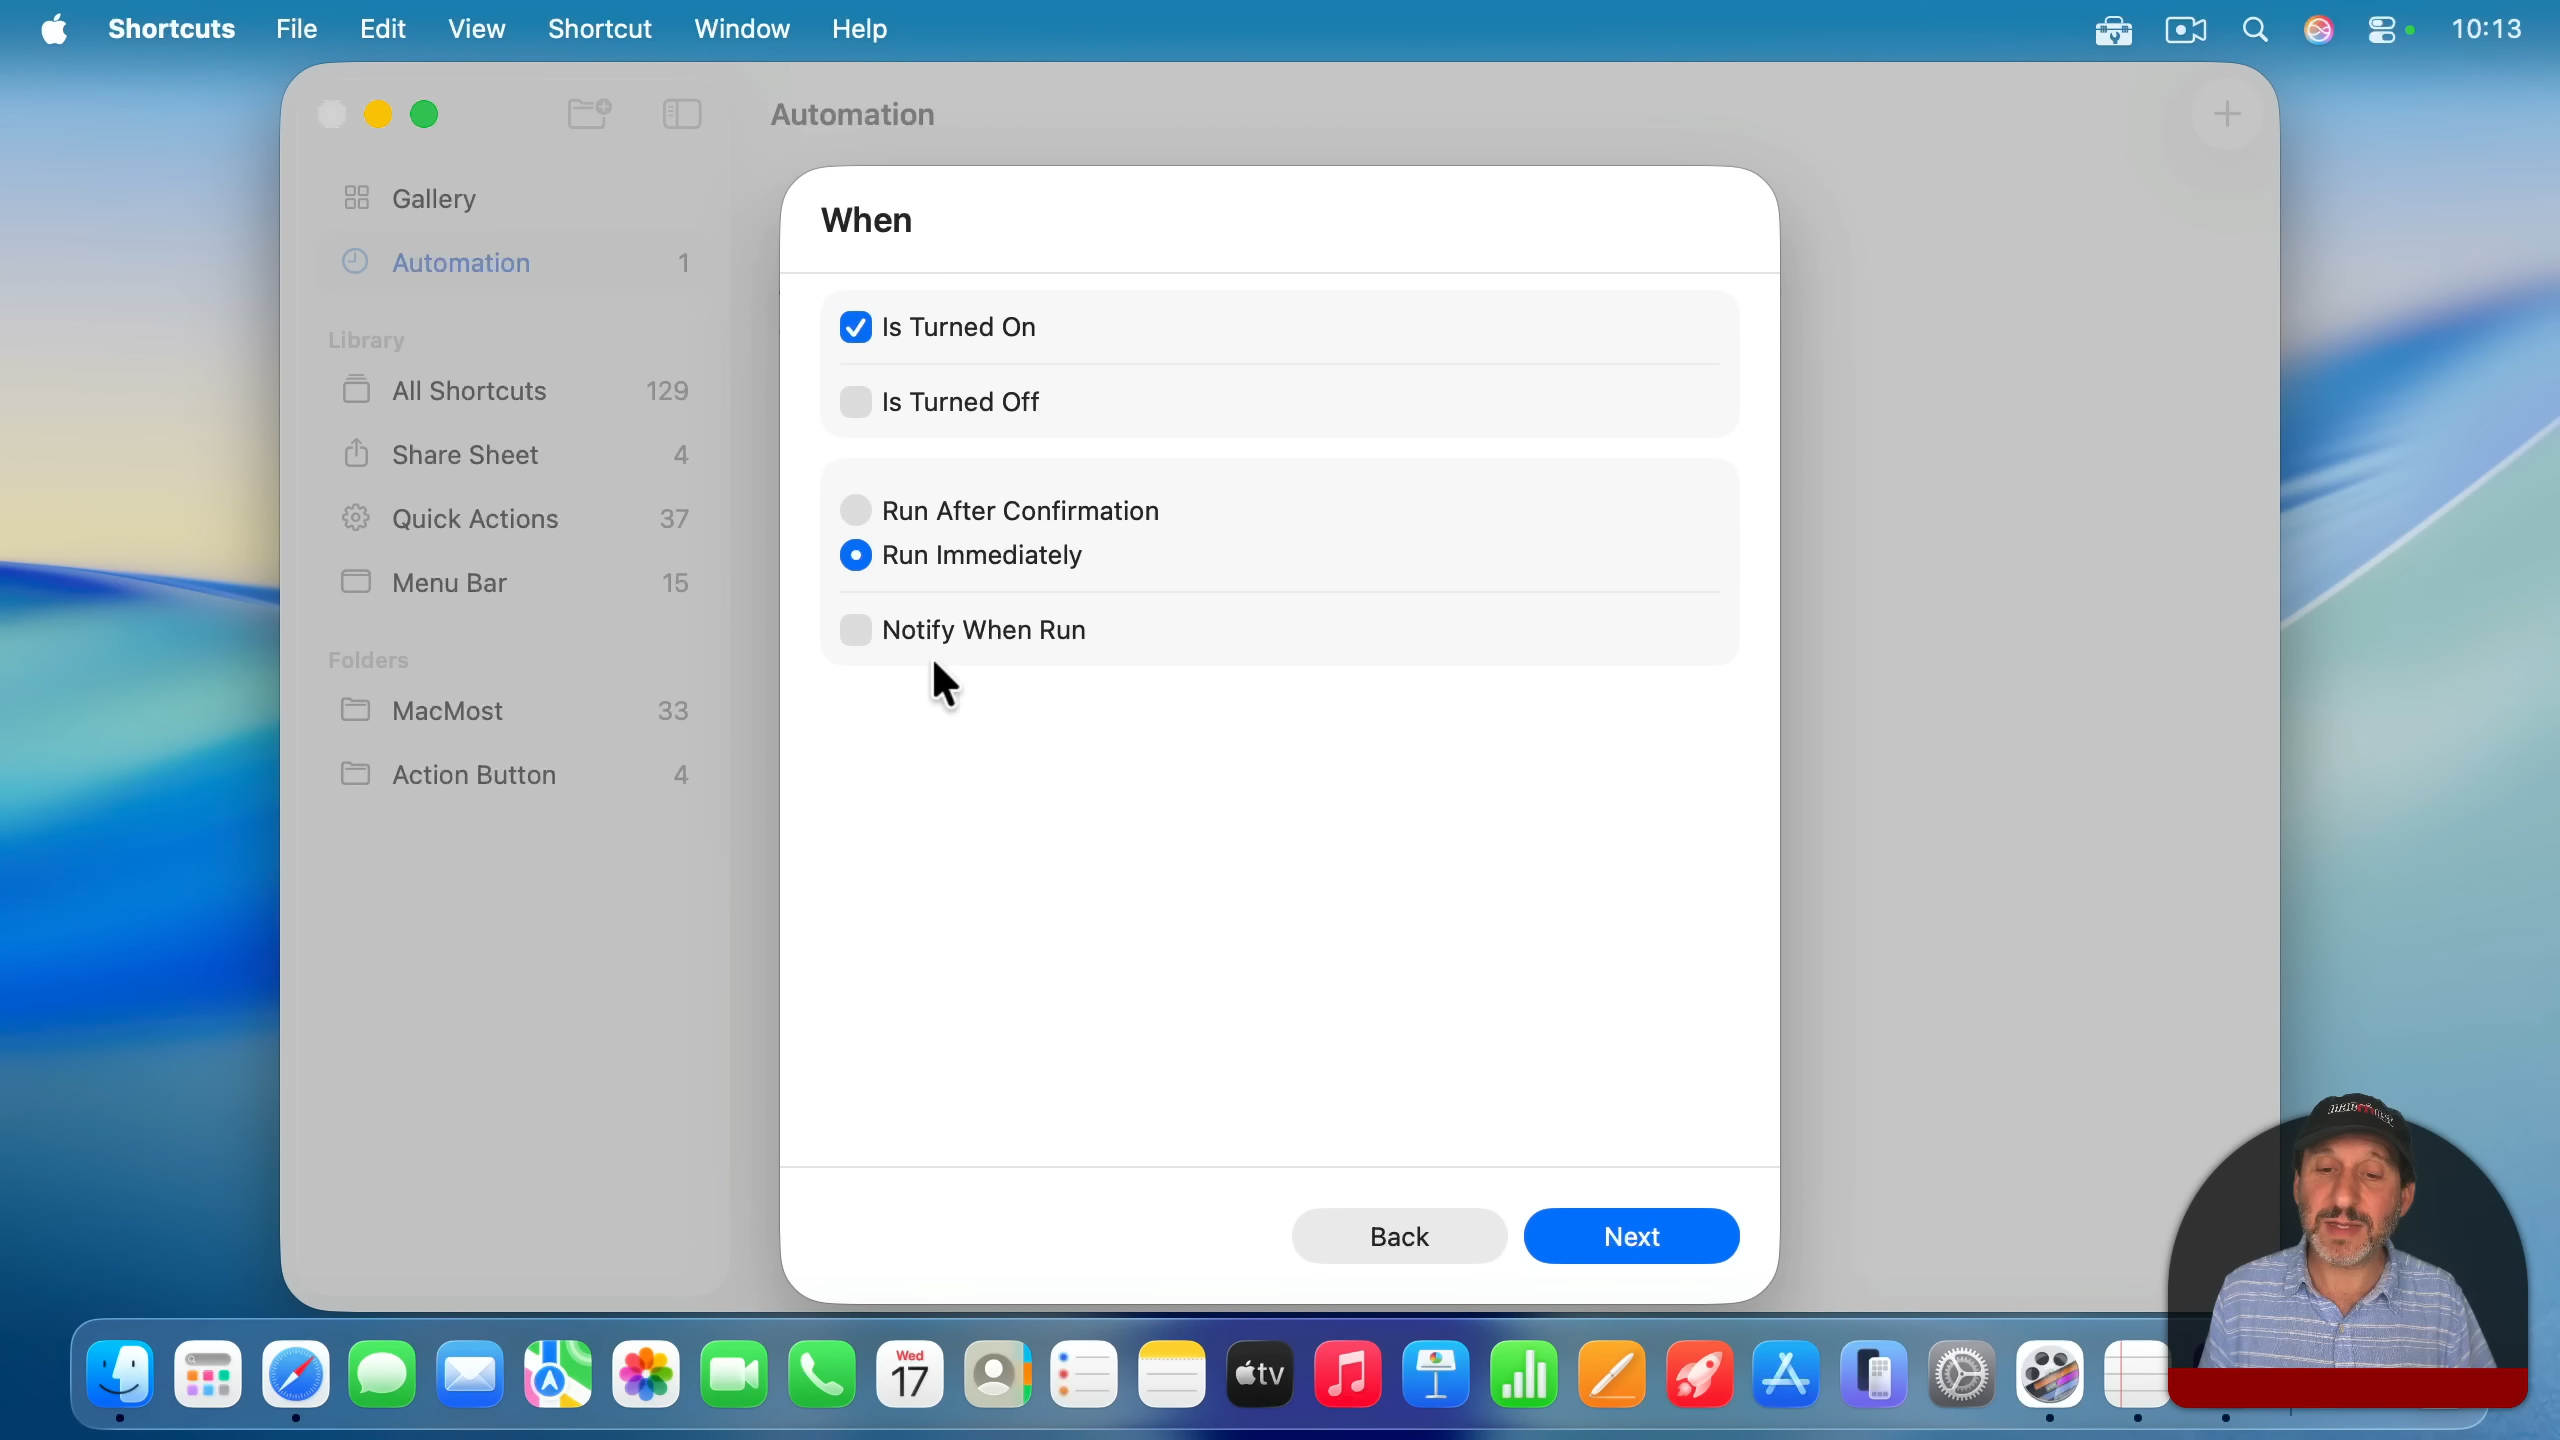 Shortcuts File Edit View Shortcut Window Help 10:13
Automation
Gallery
Automation 1
Library
All Shortcuts 129
Share Sheet 4
Quick Actions 37
Menu Bar 15
Folders
MacMost 33
Action Button 4
When
Is Turned On
Is Turned Off
Run After Confirmation
Run Immediately
Notify When Run
Back Next
Wed
17
tv